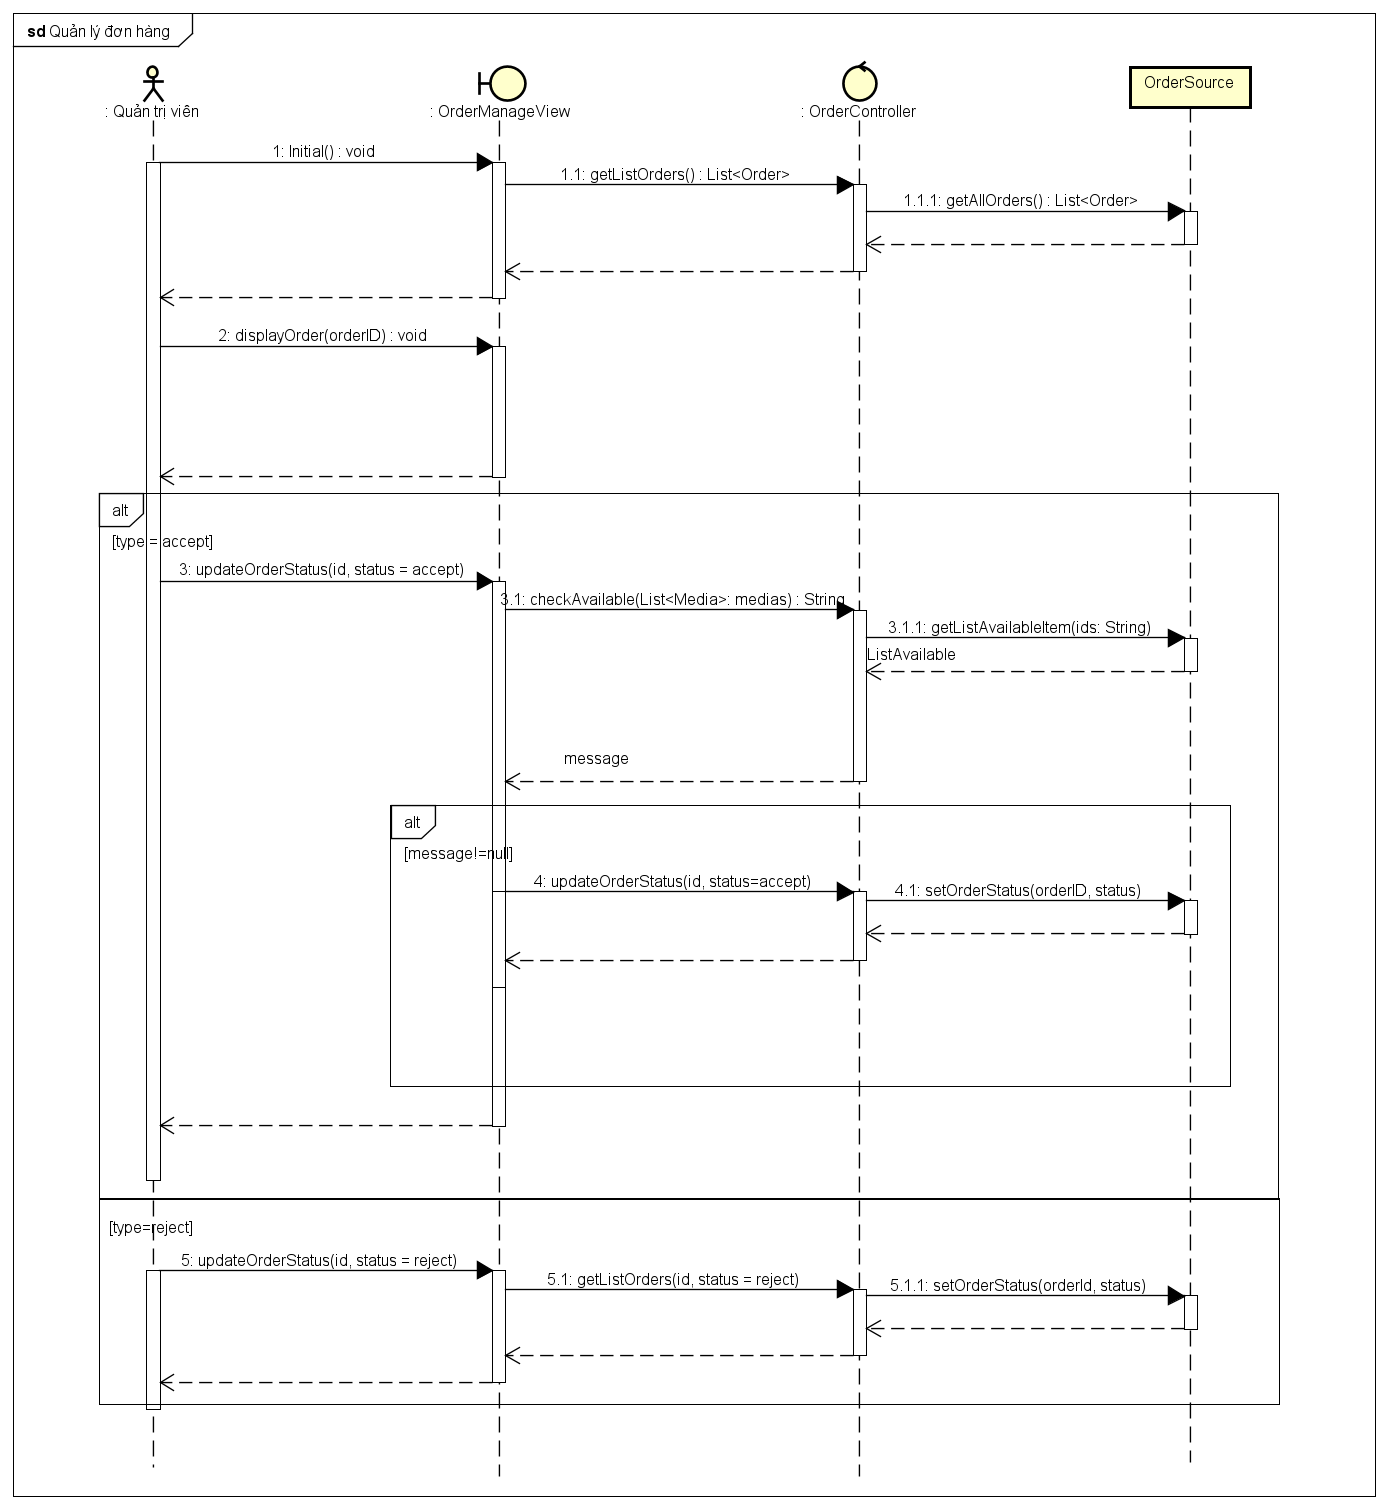 sd Quản lý đơn hàng
: Quản trị viên
: OrderManageView
: OrderController
OrderSource
1: Initial() : void
1.1: getListOrders() : List<Order>
1.1.1: getAllOrders() : List<Order>
2: displayOrder(orderID) : void
alt
[type = accept]
3: updateOrderStatus(id, status = accept)
3.1: checkAvailable(List<Media>: medias) : String
3.1.1: getListAvailableItem(ids: String)
ListAvailable
message
alt
[message!=null]
4: updateOrderStatus(id, status=accept)
4.1: setOrderStatus(orderID, status)
[type=reject]
5: updateOrderStatus(id, status = reject)
5.1: getListOrders(id, status = reject)
5.1.1: setOrderStatus(orderId, status)